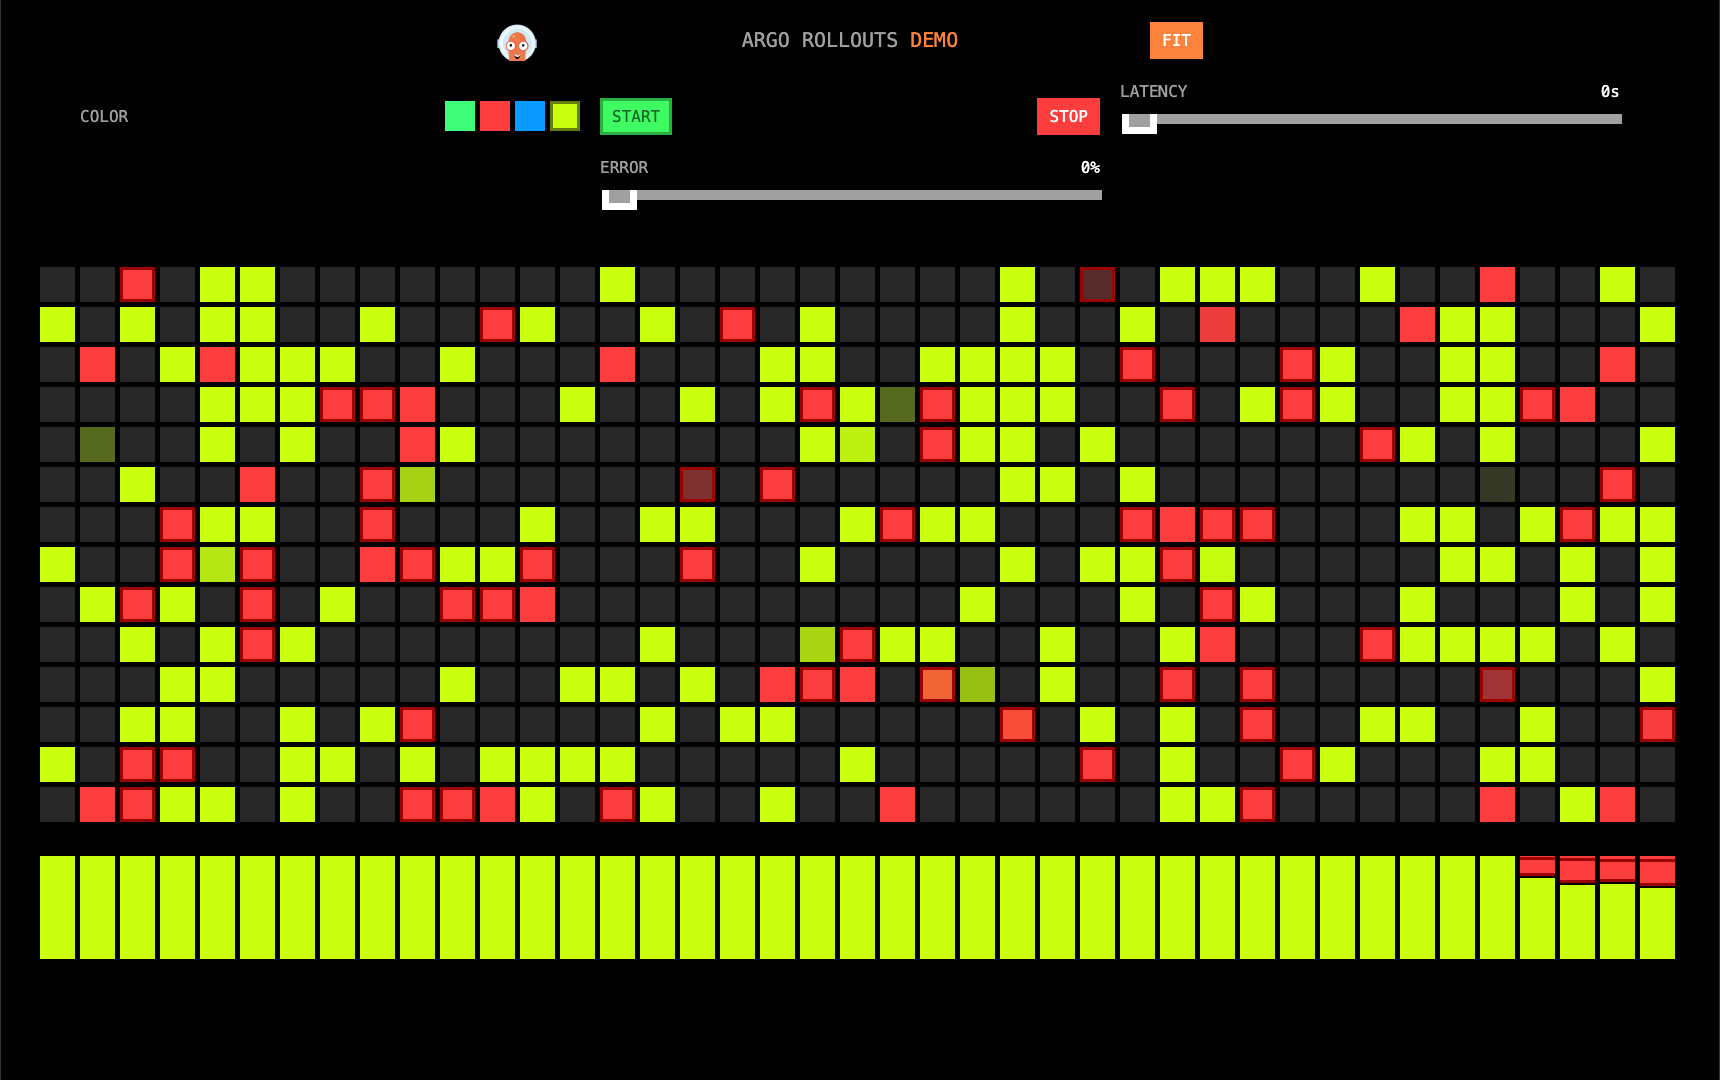 ARGO ROLLOUTS DEMO
FIT
COLOR
START
STOP
LATENCY 0s
ERROR 0%